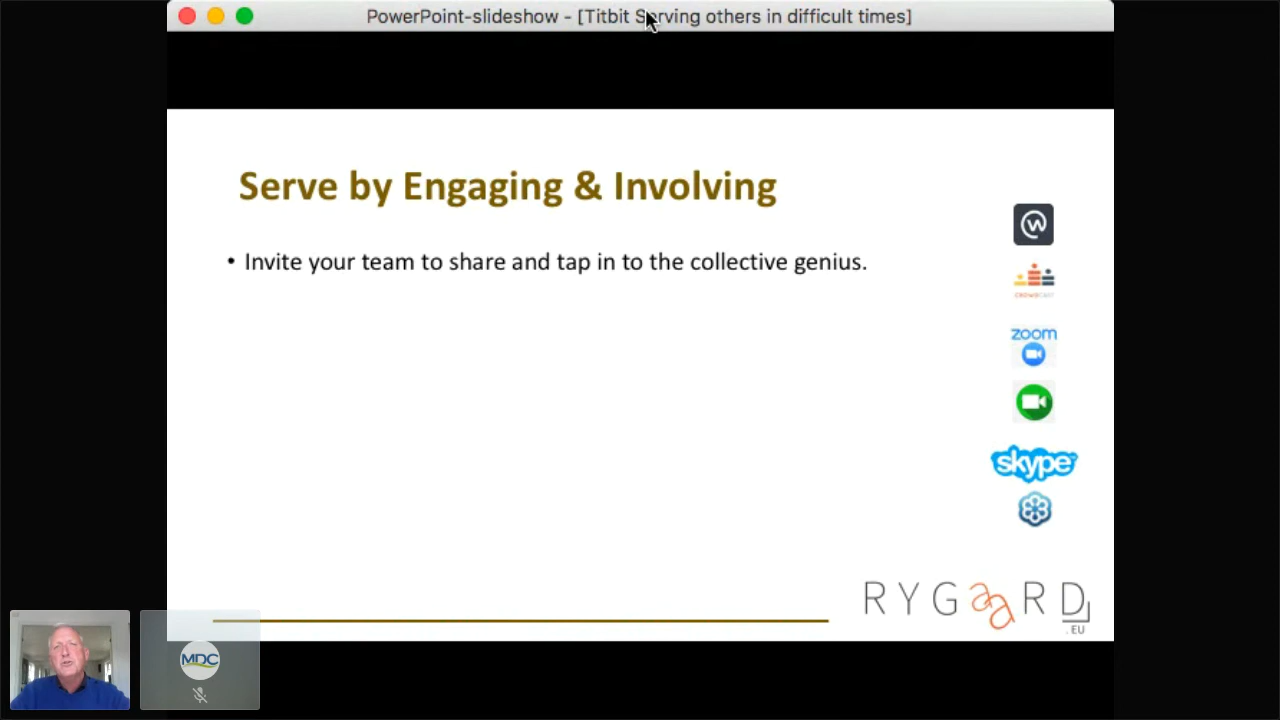 PowerPoint-slideshow - [Titbit Serving others in difficult times]
Serve by Engaging & Involving
• Invite your team to share and tap in to the collective genius.
CROWDCAST
zoom
skype
RYGaaRD
.EU
MDC